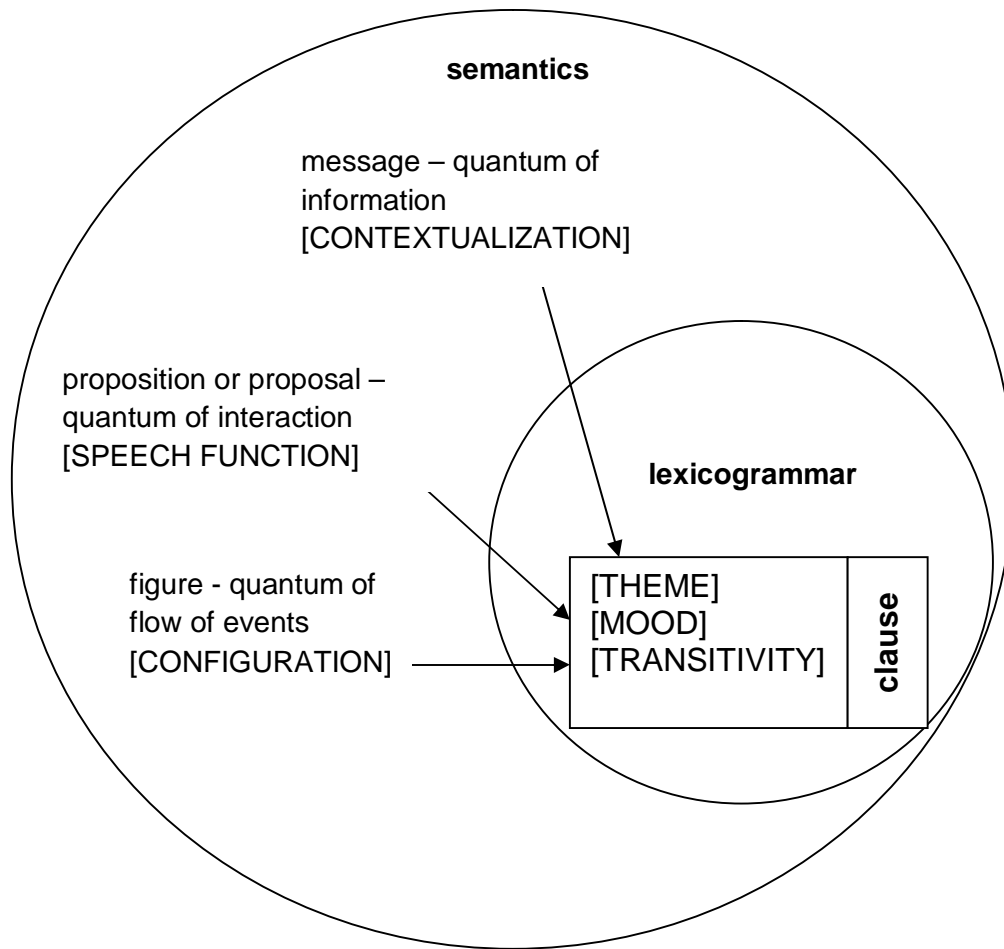 semantics
message – quantum of
information
[CONTEXTUALIZATION]
proposition or proposal –
quantum of interaction
[SPEECH FUNCTION]
lexicogrammar
figure - quantum of
flow of events
[CONFIGURATION]
[THEME]
[MOOD]
[TRANSITIVITY]
clause